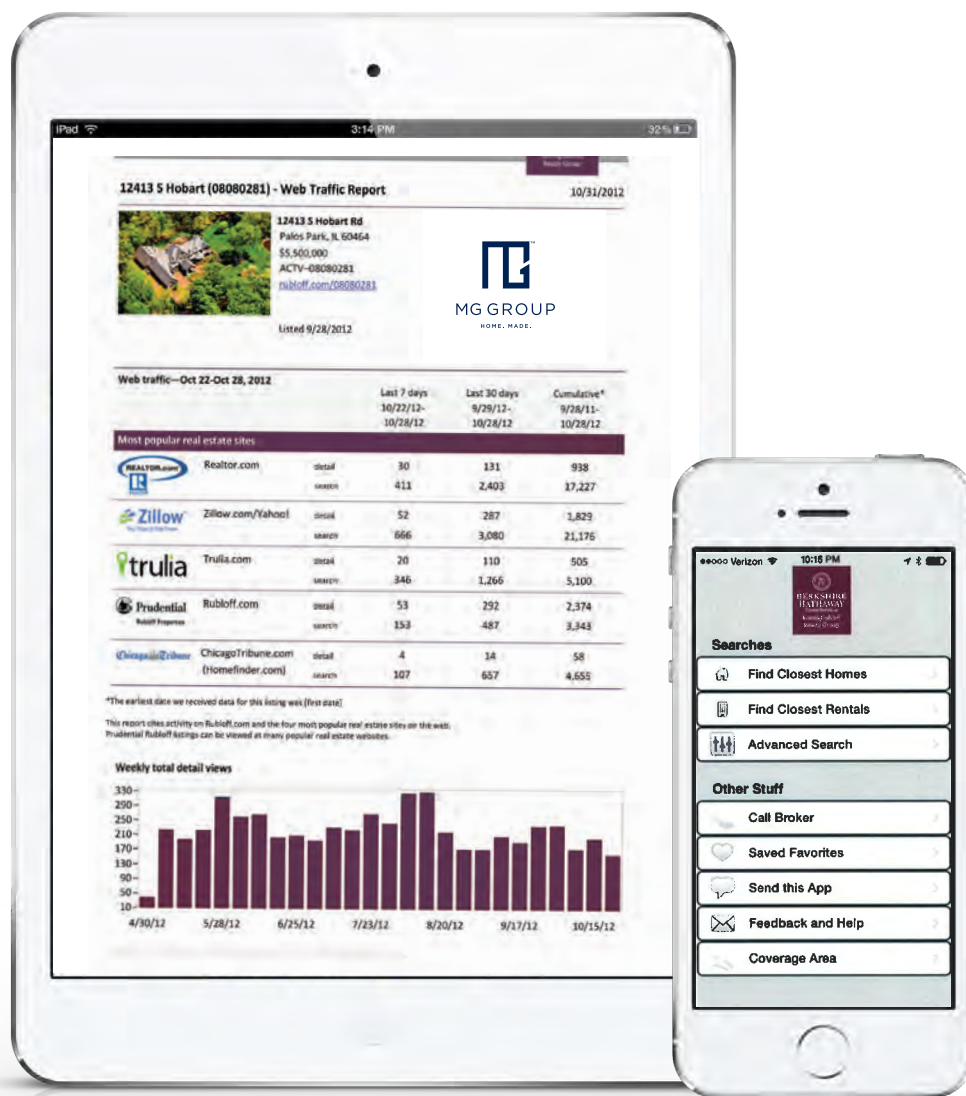 iPad 3:14 PM 32%
12413 S Hobart (08080281) - Web Traffic Report 10/31/2012
12413 S Hobart Rd
Palos Park, IL 60464
$5,500,000
ACTV-08080281
rubloff.com/08080281
Listed 9/28/2012
MG GROUP
HOME. MADE.
Web traffic—Oct 22-Oct 28, 2012
Last 7 days Last 30 days Cumulative*
10/22/12- 9/29/12- 9/28/11-
10/28/12 10/28/12 10/28/12
Most popular real estate sites
REALTOR.com Realtor.com detail 30 131 938
search 411 2,403 17,227
Zillow Zillow.com/Yahoo! detail 52 287 1,829
search 666 3,080 21,176
trulia Trulia.com detail 20 110 505
search 346 1,266 5,100
Prudential Rubloff.com detail 53 292 2,374
Rubloff Properties search 153 487 3,343
Chicago Tribune ChicagoTribune.com detail 4 14 58
(Homefinder.com) search 107 657 4,655
*The earliest date we received data for this listing was [first date]
This report cites activity on Rubloff.com and the four most popular real estate sites on the web.
Prudential Rubloff listings can be viewed at many popular real estate websites.
Weekly total detail views
330
290
250
210
170
130
90
50
10
4/30/12 5/28/12 6/25/12 7/23/12 8/20/12 9/17/12 10/15/12
Verizon 10:15 PM
BERKSHIRE
HATHAWAY
Realty Group
Searches
Find Closest Homes
Find Closest Rentals
Advanced Search
Other Stuff
Call Broker
Saved Favorites
Send this App
Feedback and Help
Coverage Area